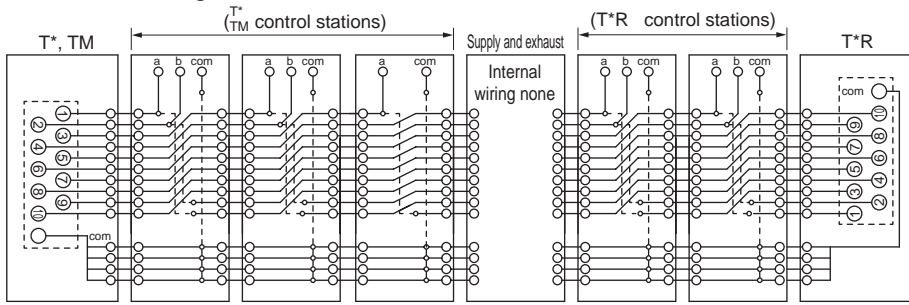 (T* TM control stations)
(T*R control stations)
T*, TM
Supply and exhaust
T*R
a b com
a b com
a com
Internal
wiring none
a b com
a b com
com
1
2
3
4
5
6
7
8
9
10
com
10
9
8
7
6
5
4
3
2
1